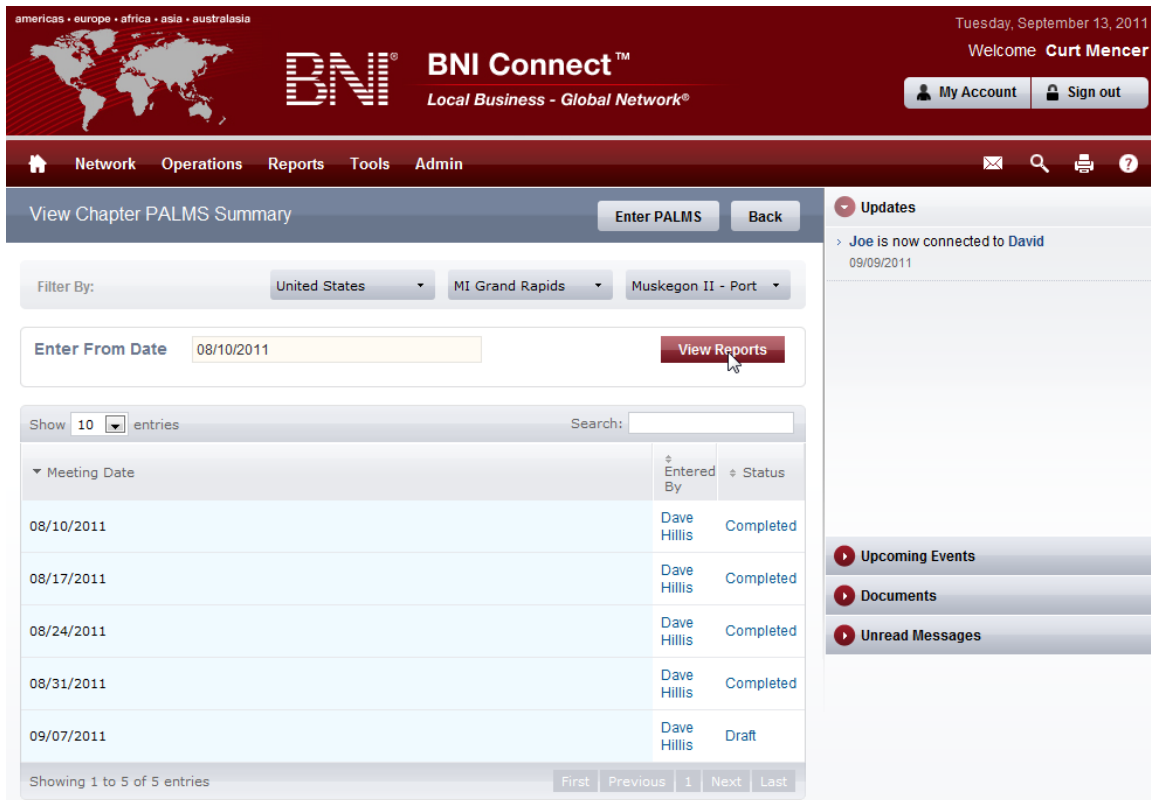 americas • europe • africa • asia • australasia
Tuesday, September 13, 2011
Welcome Curt Mencer
BNI®
BNI Connect™
Local Business - Global Network®
My Account
Sign out
Network Operations Reports Tools Admin
?
View Chapter PALMS Summary
Enter PALMS
Back
Filter By:
United States
MI Grand Rapids
Muskegon II - Port
Enter From Date
08/10/2011
View Reports
Show 10 entries
Search:
Meeting Date
Entered
By
Status
08/10/2011
Dave
Hillis
Completed
08/17/2011
Dave
Hillis
Completed
08/24/2011
Dave
Hillis
Completed
08/31/2011
Dave
Hillis
Completed
09/07/2011
Dave
Hillis
Draft
Showing 1 to 5 of 5 entries
First Previous 1 Next Last
Updates
› Joe is now connected to David
09/09/2011
Upcoming Events
Documents
Unread Messages